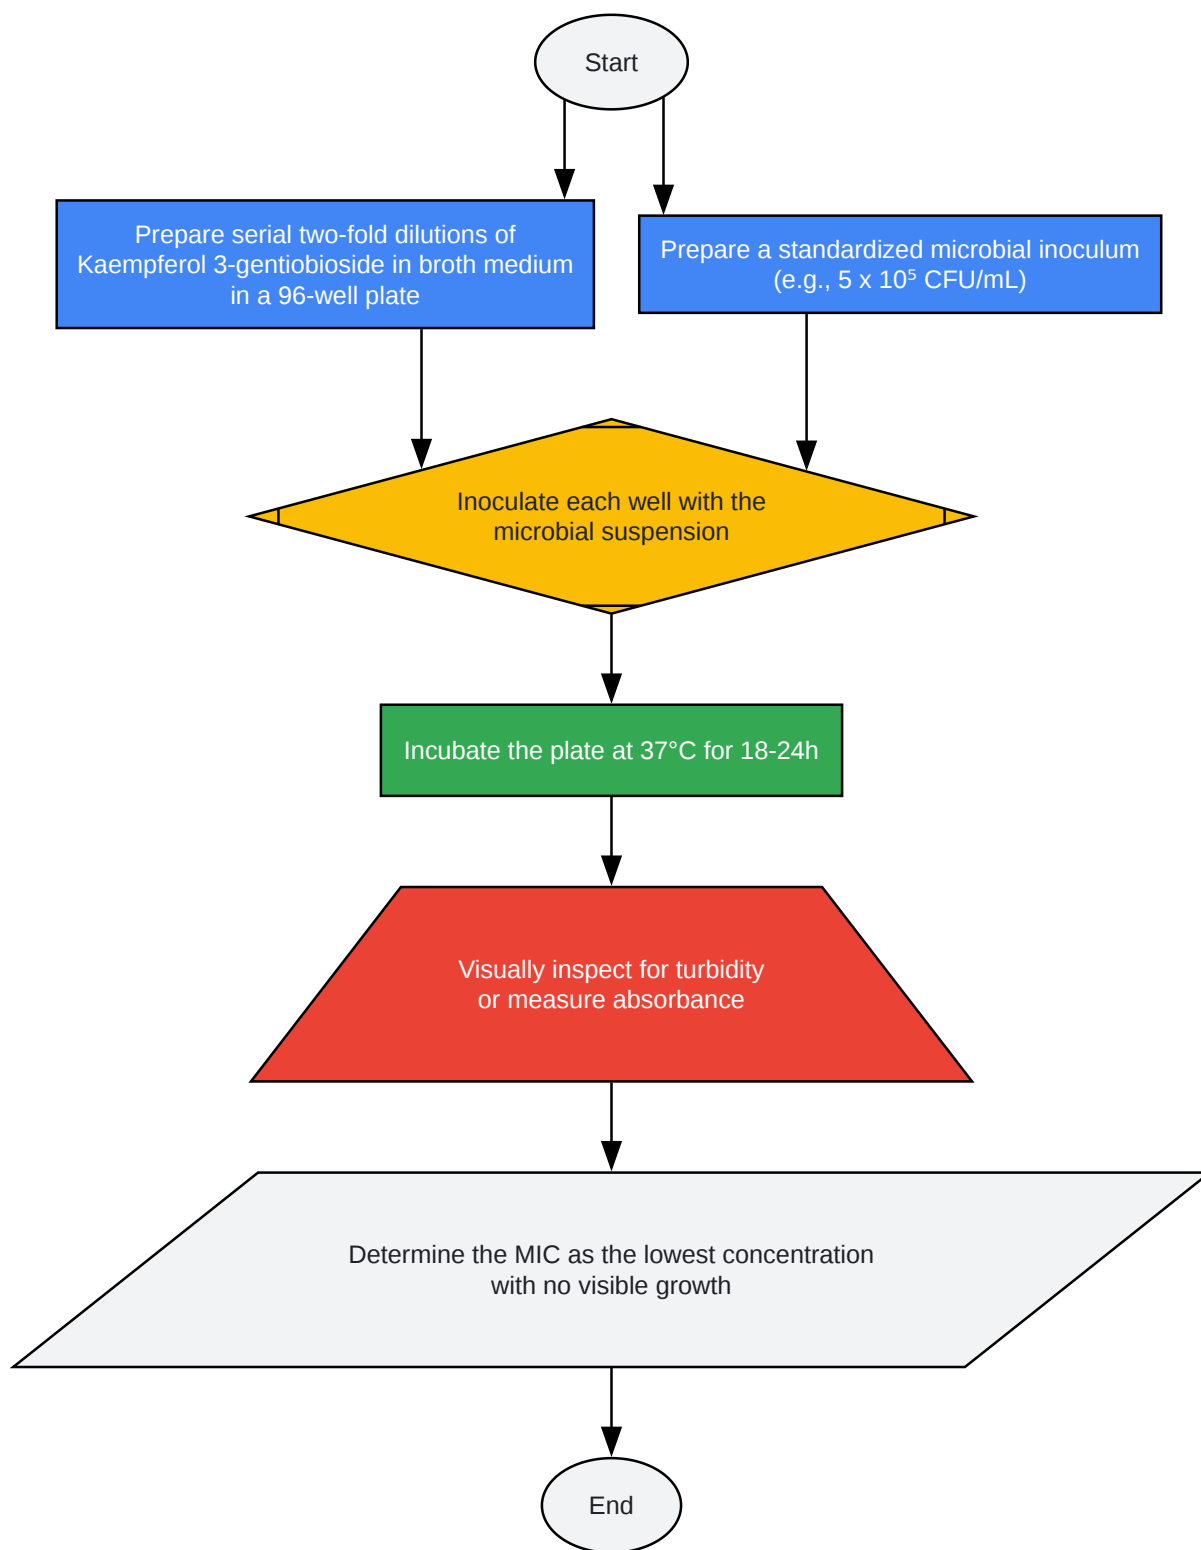 Start
Prepare serial two-fold dilutions of
Kaempferol 3-gentiobioside in broth medium
in a 96-well plate
Prepare a standardized microbial inoculum
(e.g., 5 x 10⁵ CFU/mL)
Inoculate each well with the
microbial suspension
Incubate the plate at 37°C for 18-24h
Visually inspect for turbidity
or measure absorbance
Determine the MIC as the lowest concentration
with no visible growth
End